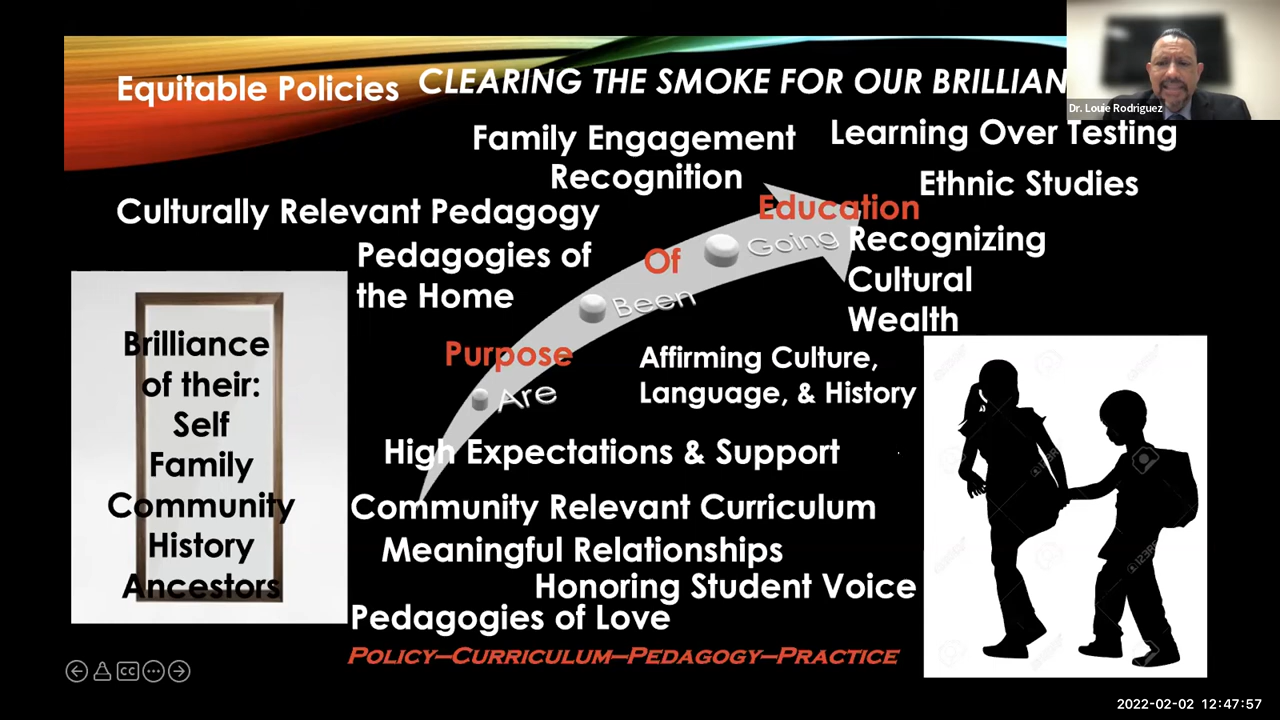 Equitable Policies
CLEARING THE SMOKE FOR OUR BRILLIAN
Dr. Louie Rodriguez
Family Engagement
Recognition
Learning Over Testing
Ethnic Studies
Culturally Relevant Pedagogy
Education
Pedagogies of
the Home
Of
Going
Recognizing
Cultural
Wealth
Been
Brilliance
of their:
Self
Family
Community
History
Ancestors
Purpose
Are
Affirming Culture,
Language, & History
High Expectations & Support
Community Relevant Curriculum
Meaningful Relationships
Honoring Student Voice
Pedagogies of Love
POLICY—CURRICULUM—PEDAGOGY—PRACTICE
CC
2022-02-02 12:47:57